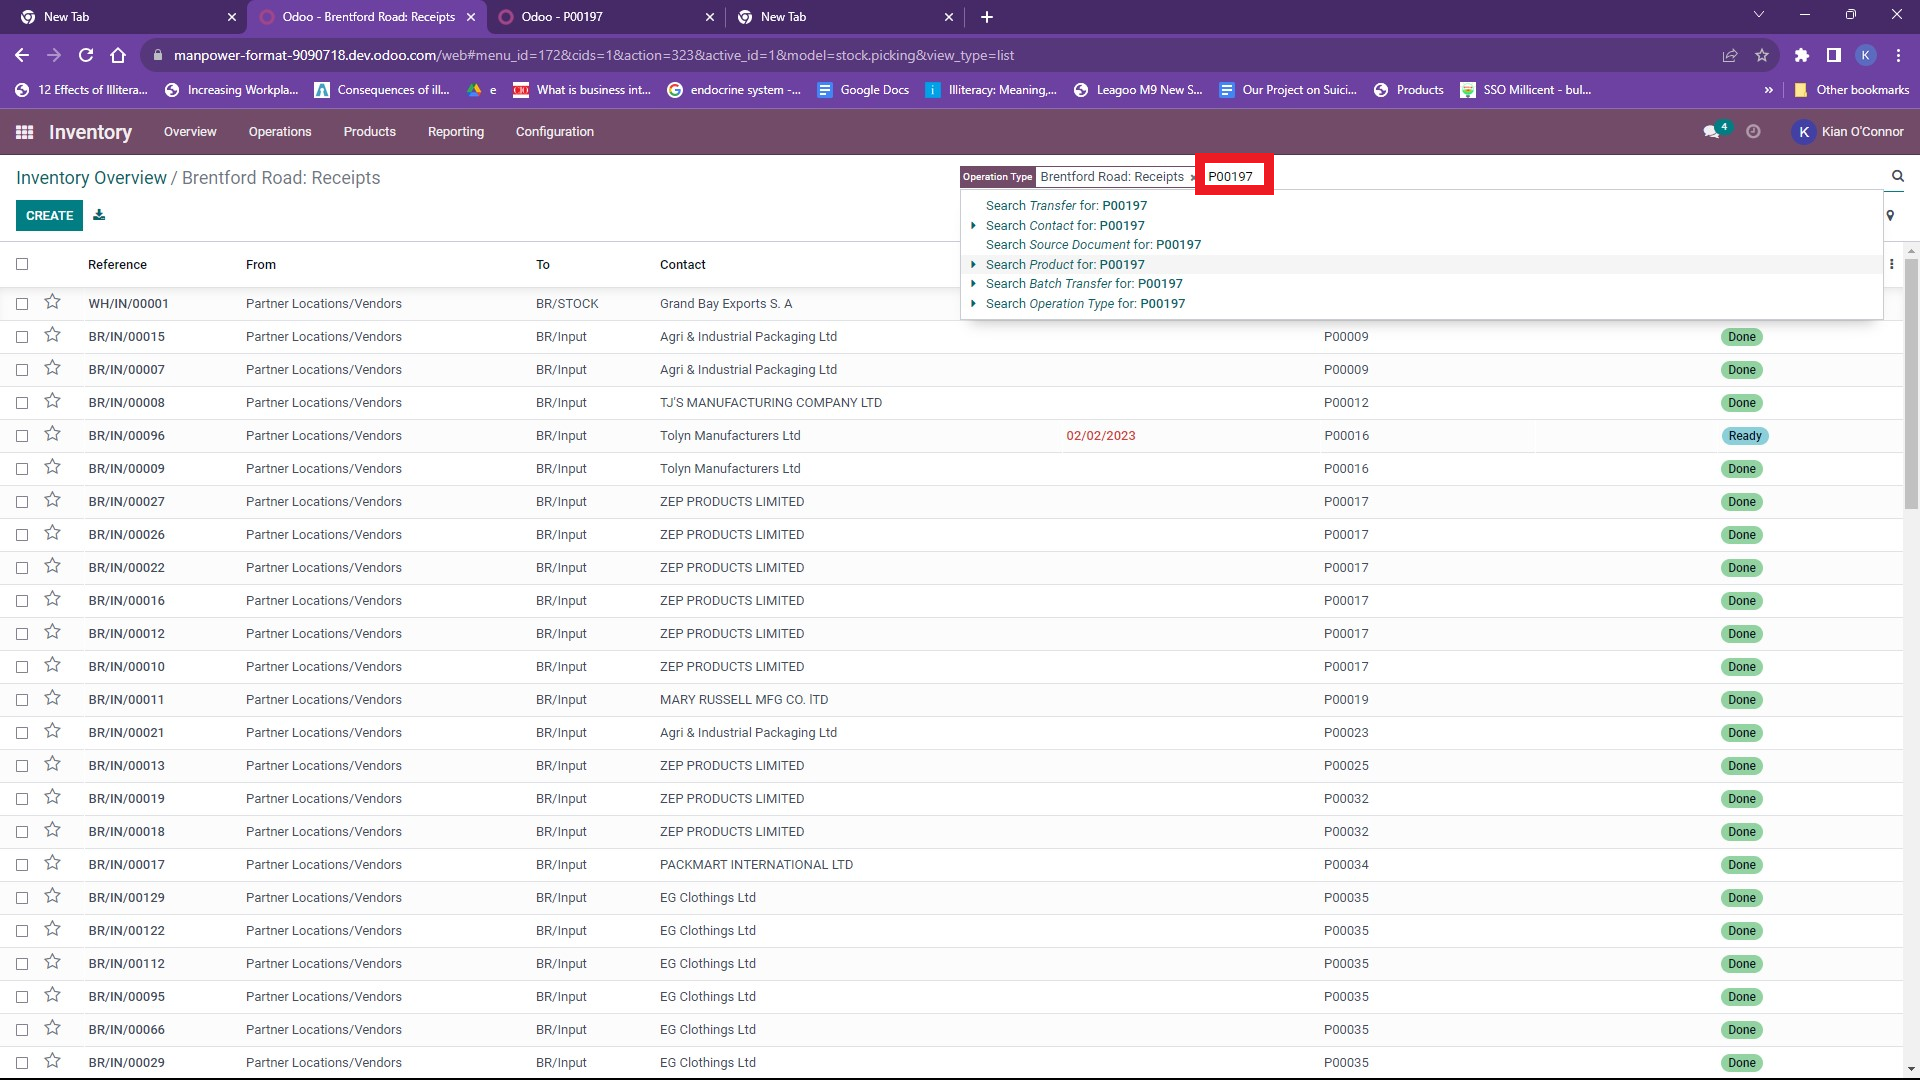 New Tab
Odoo - Brentford Road: Receipts
Odoo - P00197
New Tab
manpower-format-9090718.dev.odoo.com/web#menu_id=172&cids=1&action=323&active_id=1&model=stock.picking&view_type=list
K
12 Effects of Illitera...
Increasing Workpla...
Consequences of ill...
e
What is business int...
endocrine system -...
Google Docs
Illiteracy: Meaning,...
Leagoo M9 New S...
Our Project on Suici...
Products
SSO Millicent - bul...
Other bookmarks
Inventory
Overview
Operations
Products
Reporting
Configuration
4
K
Kian O'Connor
Inventory Overview / Brentford Road: Receipts
Operation Type
Brentford Road: Receipts
P00197
CREATE
Search Transfer for: P00197
Search Contact for: P00197
Search Source Document for: P00197
Search Product for: P00197
Search Batch Transfer for: P00197
Search Operation Type for: P00197
Reference From To Contact
WH/IN/00001 Partner Locations/Vendors BR/STOCK Grand Bay Exports S. A
BR/IN/00015 Partner Locations/Vendors BR/Input Agri & Industrial Packaging Ltd P00009 Done
BR/IN/00007 Partner Locations/Vendors BR/Input Agri & Industrial Packaging Ltd P00009 Done
BR/IN/00008 Partner Locations/Vendors BR/Input TJ'S MANUFACTURING COMPANY LTD P00012 Done
BR/IN/00096 Partner Locations/Vendors BR/Input Tolyn Manufacturers Ltd 02/02/2023 P00016 Ready
BR/IN/00009 Partner Locations/Vendors BR/Input Tolyn Manufacturers Ltd P00016 Done
BR/IN/00027 Partner Locations/Vendors BR/Input ZEP PRODUCTS LIMITED P00017 Done
BR/IN/00026 Partner Locations/Vendors BR/Input ZEP PRODUCTS LIMITED P00017 Done
BR/IN/00022 Partner Locations/Vendors BR/Input ZEP PRODUCTS LIMITED P00017 Done
BR/IN/00016 Partner Locations/Vendors BR/Input ZEP PRODUCTS LIMITED P00017 Done
BR/IN/00012 Partner Locations/Vendors BR/Input ZEP PRODUCTS LIMITED P00017 Done
BR/IN/00010 Partner Locations/Vendors BR/Input ZEP PRODUCTS LIMITED P00017 Done
BR/IN/00011 Partner Locations/Vendors BR/Input MARY RUSSELL MFG CO. lTD P00019 Done
BR/IN/00021 Partner Locations/Vendors BR/Input Agri & Industrial Packaging Ltd P00023 Done
BR/IN/00013 Partner Locations/Vendors BR/Input ZEP PRODUCTS LIMITED P00025 Done
BR/IN/00019 Partner Locations/Vendors BR/Input ZEP PRODUCTS LIMITED P00032 Done
BR/IN/00018 Partner Locations/Vendors BR/Input ZEP PRODUCTS LIMITED P00032 Done
BR/IN/00017 Partner Locations/Vendors BR/Input PACKMART INTERNATIONAL LTD P00034 Done
BR/IN/00129 Partner Locations/Vendors BR/Input EG Clothings Ltd P00035 Done
BR/IN/00122 Partner Locations/Vendors BR/Input EG Clothings Ltd P00035 Done
BR/IN/00112 Partner Locations/Vendors BR/Input EG Clothings Ltd P00035 Done
BR/IN/00095 Partner Locations/Vendors BR/Input EG Clothings Ltd P00035 Done
BR/IN/00066 Partner Locations/Vendors BR/Input EG Clothings Ltd P00035 Done
BR/IN/00029 Partner Locations/Vendors BR/Input EG Clothings Ltd P00035 Done